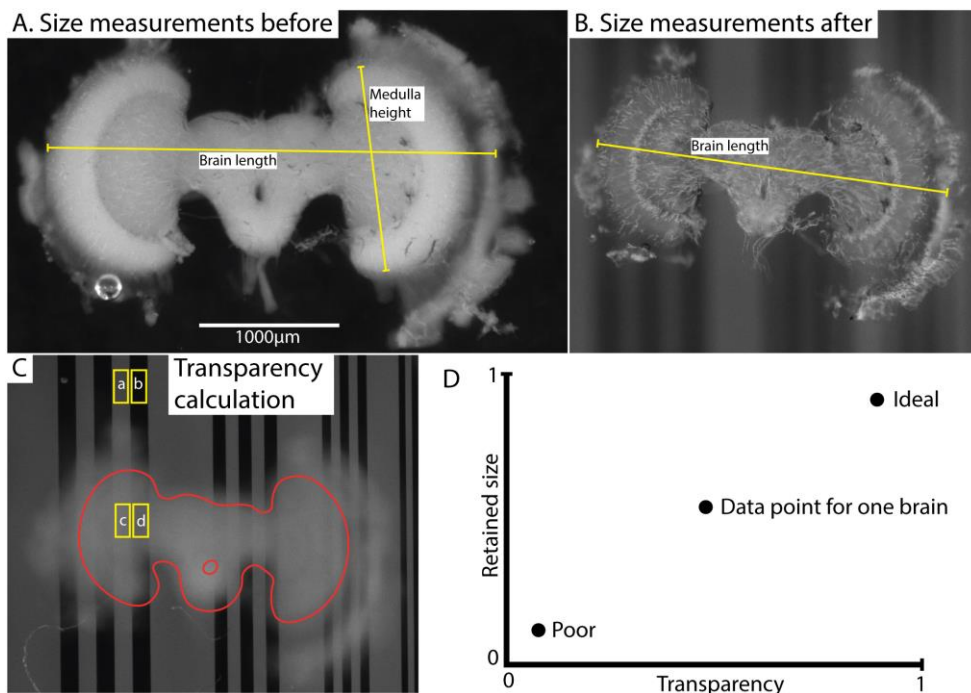 A. Size measurements before
Medulla
height
Brain length
1000µm
B. Size measurements after
Brain length
C
Transparency
calculation
a
b
c
d
D
1
Retained size
0
Ideal
Data point for one brain
Poor
0
Transparency
1